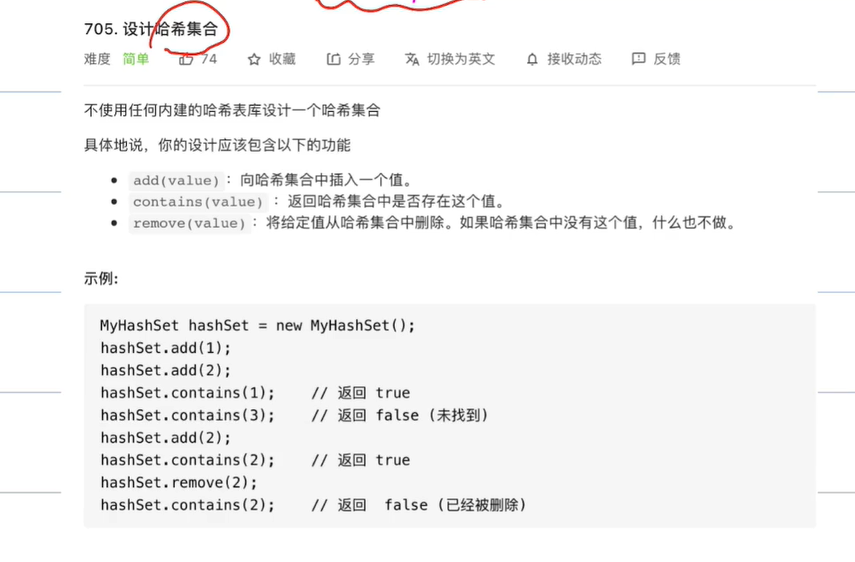 705. 设计哈希集合
难度 简单 74 收藏 分享 切换为英文 接收动态 反馈
不使用任何内建的哈希表库设计一个哈希集合
具体地说，你的设计应该包含以下的功能
• add(value)：向哈希集合中插入一个值。
• contains(value) ：返回哈希集合中是否存在这个值。
• remove(value)：将给定值从哈希集合中删除。如果哈希集合中没有这个值，什么也不做。
示例:
MyHashSet hashSet = new MyHashSet();
hashSet.add(1);
hashSet.add(2);
hashSet.contains(1);    // 返回 true
hashSet.contains(3);    // 返回 false (未找到)
hashSet.add(2);
hashSet.contains(2);    // 返回 true
hashSet.remove(2);
hashSet.contains(2);    // 返回  false (已经被删除)